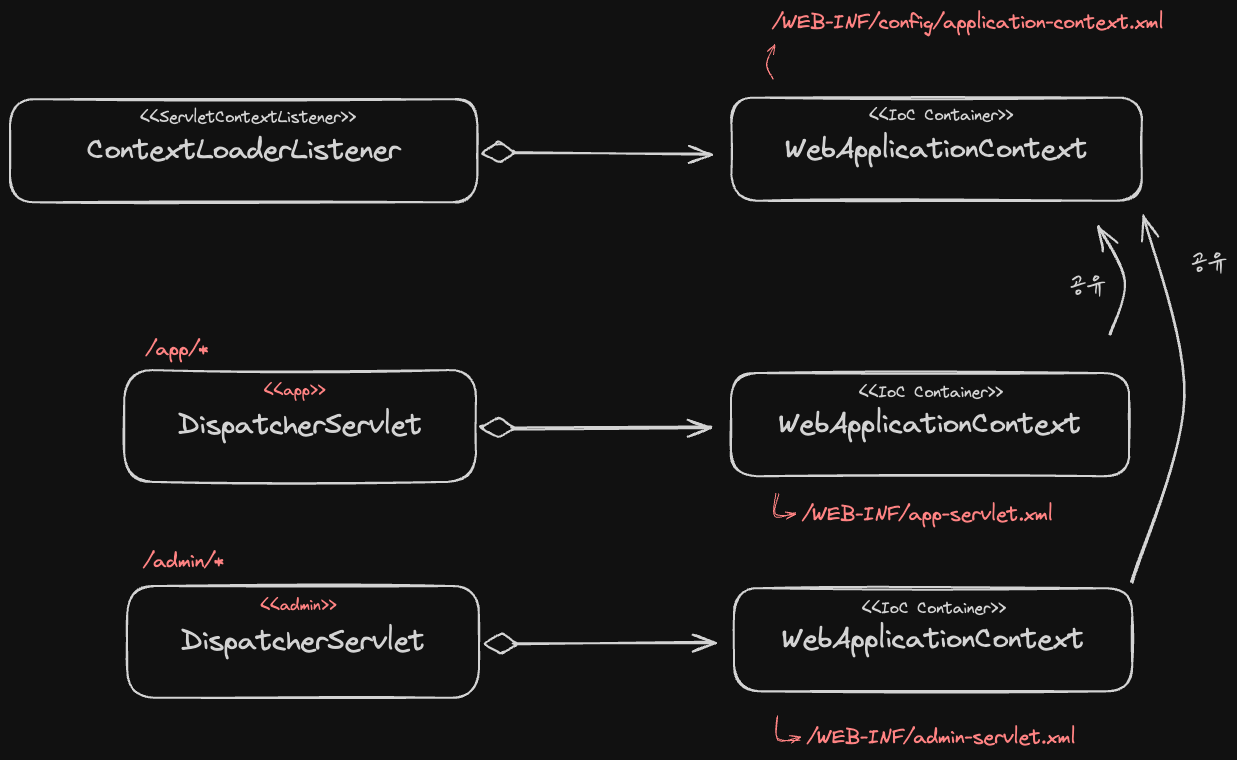 /WEB-INF/config/application-context.xml
<<ServletContextListener>>
ContextLoaderListener
<<IoC Container>>
WebApplicationContext
공유
공유
/app/*
<<app>>
DispatcherServlet
<<IoC Container>>
WebApplicationContext
/WEB-INF/app-servlet.xml
/admin/*
<<admin>>
DispatcherServlet
<<IoC Container>>
WebApplicationContext
/WEB-INF/admin-servlet.xml